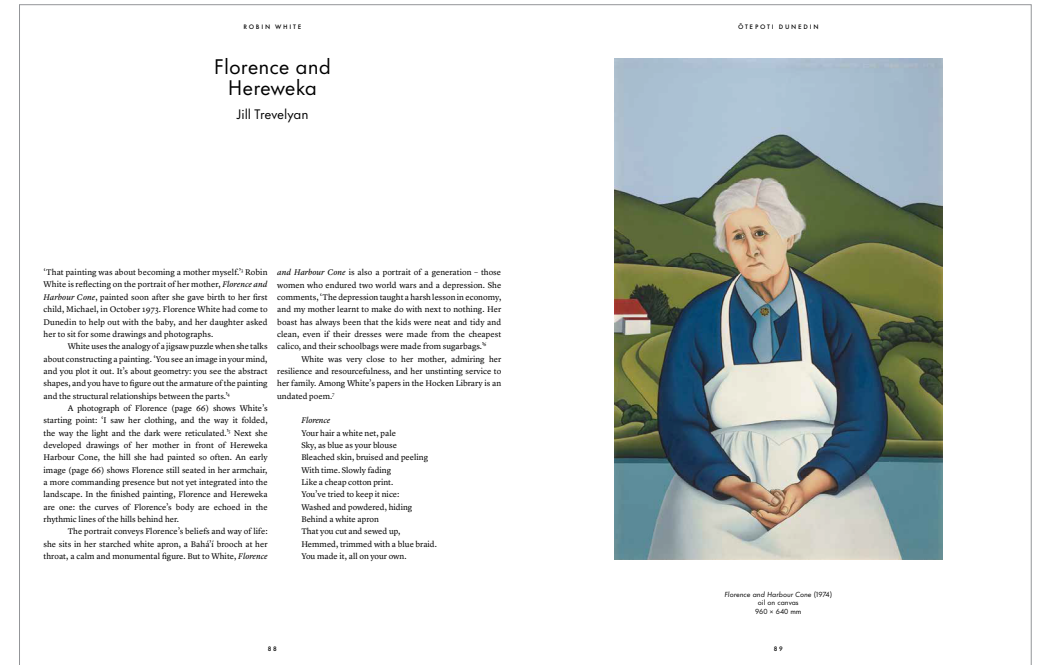 ROBIN WHITE
Florence and
Hereweka
Jill Trevelyan
‘That painting was about becoming a mother myself.’³ Robin
White is reflecting on the portrait of her mother, Florence and
Harbour Cone, painted soon after she gave birth to her first
child, Michael, in October 1973. Florence White had come to
Dunedin to help out with the baby, and her daughter asked
her to sit for some drawings and photographs.
White uses the analogy of a jigsaw puzzle when she talks
about constructing a painting. ‘You see an image in your mind,
and you plot it out. It’s about geometry: you see the abstract
shapes, and you have to figure out the armature of the painting
and the structural relationships between the parts.’⁴
A photograph of Florence (page 66) shows White’s
starting point: ‘I saw her clothing, and the way it folded,
the way the light and the dark were reticulated.’⁵ Next she
developed drawings of her mother in front of Hereweka
Harbour Cone, the hill she had painted so often. An early
image (page 66) shows Florence still seated in her armchair,
a more commanding presence but not yet integrated into the
landscape. In the finished painting, Florence and Hereweka
are one: the curves of Florence’s body are echoed in the
rhythmic lines of the hills behind her.
The portrait conveys Florence’s beliefs and way of life:
she sits in her starched white apron, a Bahá’í brooch at her
throat, a calm and monumental figure. But to White, Florence
and Harbour Cone is also a portrait of a generation – those
women who endured two world wars and a depression. She
comments, ‘The depression taught a harsh lesson in economy,
and my mother learnt to make do with next to nothing. Her
boast has always been that the kids were neat and tidy and
clean, even if their dresses were made from the cheapest
calico, and their schoolbags were made from sugarbags.’⁶
White was very close to her mother, admiring her
resilience and resourcefulness, and her unstinting service to
her family. Among White’s papers in the Hocken Library is an
undated poem.⁷
Florence
Your hair a white net, pale
Sky, as blue as your blouse
Bleached skin, bruised and peeling
With time. Slowly fading
Like a cheap cotton print.
You’ve tried to keep it nice:
Washed and powdered, hiding
Behind a white apron
That you cut and sewed up,
Hemmed, trimmed with a blue braid.
You made it, all on your own.
88
ŌTEPOTI DUNEDIN
Florence and Harbour Cone (1974)
oil on canvas
960 × 640 mm
89